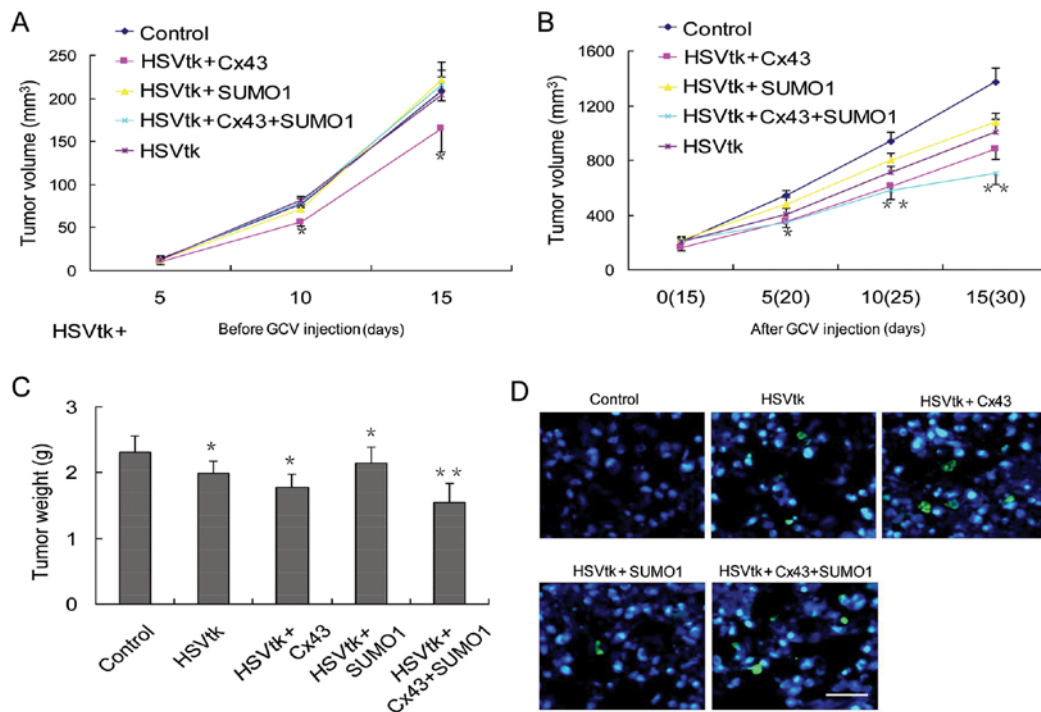 A
Control
HSVtk+Cx43
HSVtk+SUMO1
HSVtk+Cx43+SUMO1
HSVtk
Tumor volume (mm3)
250
200
150
100
50
0
*
*
5
10
15
HSVtk+
Before GCV injection (days)
B
Control
HSVtk+Cx43
HSVtk+SUMO1
HSVtk+Cx43+SUMO1
HSVtk
Tumor volume (mm3)
1600
1200
800
400
0
*
**
**
0(15)
5(20)
10(25)
15(30)
After GCV injection (days)
C
Tumor weight (g)
3
2
1
0
*
*
*
**
Control
HSVtk
HSVtk+
Cx43
HSVtk+
SUMO1
HSVtk+
Cx43+SUMO1
D
Control
HSVtk
HSVtk+Cx43
HSVtk+SUMO1
HSVtk+Cx43+SUMO1